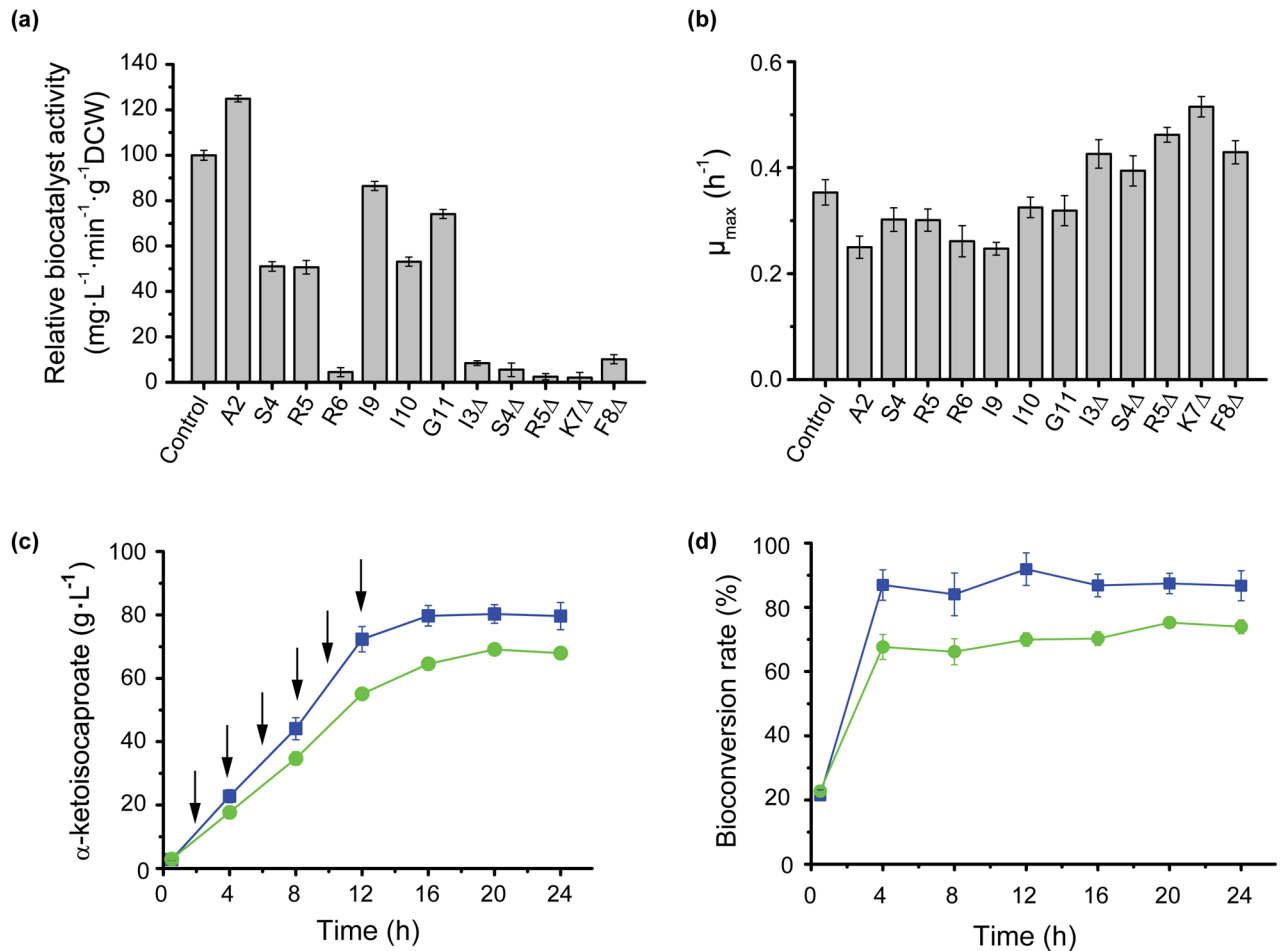 (a)
Relative biocatalyst activity
(mg·L⁻¹·min⁻¹·g⁻¹DCW)
140
120
100
80
60
40
20
10
0
Control
A2
S4
R5
R6
I9
I10
G11
I3Δ
S4Δ
R5Δ
K7Δ
F8Δ
(b)
μmax (h⁻¹)
0.6
0.4
0.2
0.0
Control
A2
S4
R5
R6
I9
I10
G11
I3Δ
S4Δ
R5Δ
K7Δ
F8Δ
(c)
α-ketoisocaproate (g·L⁻¹)
100
80
60
40
20
0
0 4 8 12 16 20 24
Time (h)
(d)
Bioconversion rate (%)
100
80
60
40
20
0
0 4 8 12 16 20 24
Time (h)